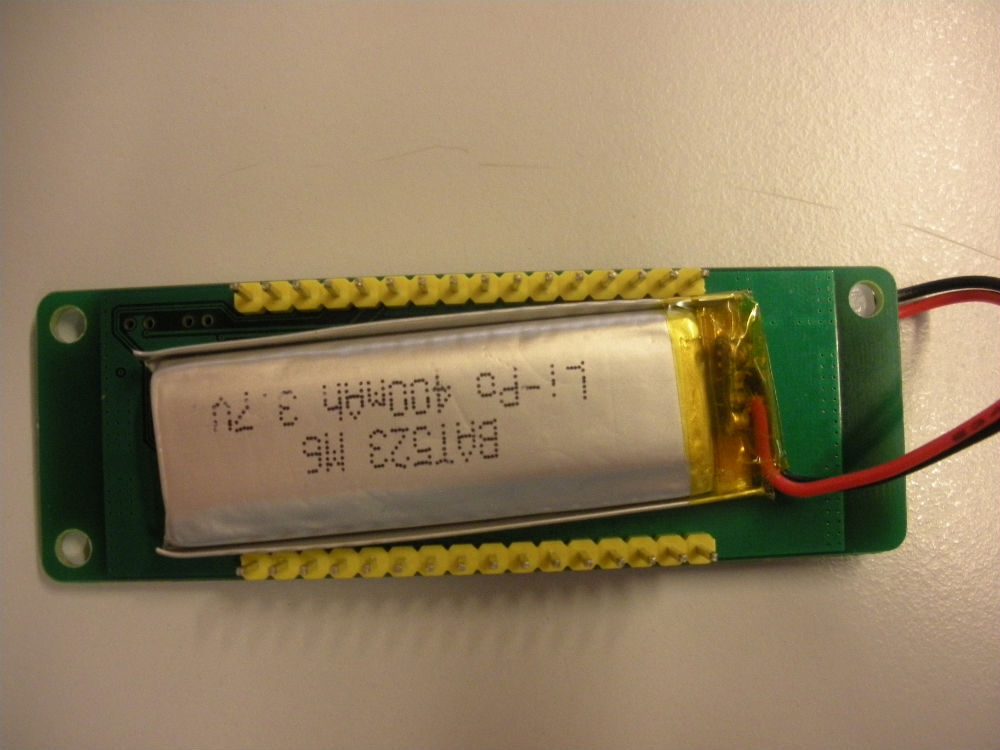 BAT523 M6
Li-Po 400mAh 3.7V